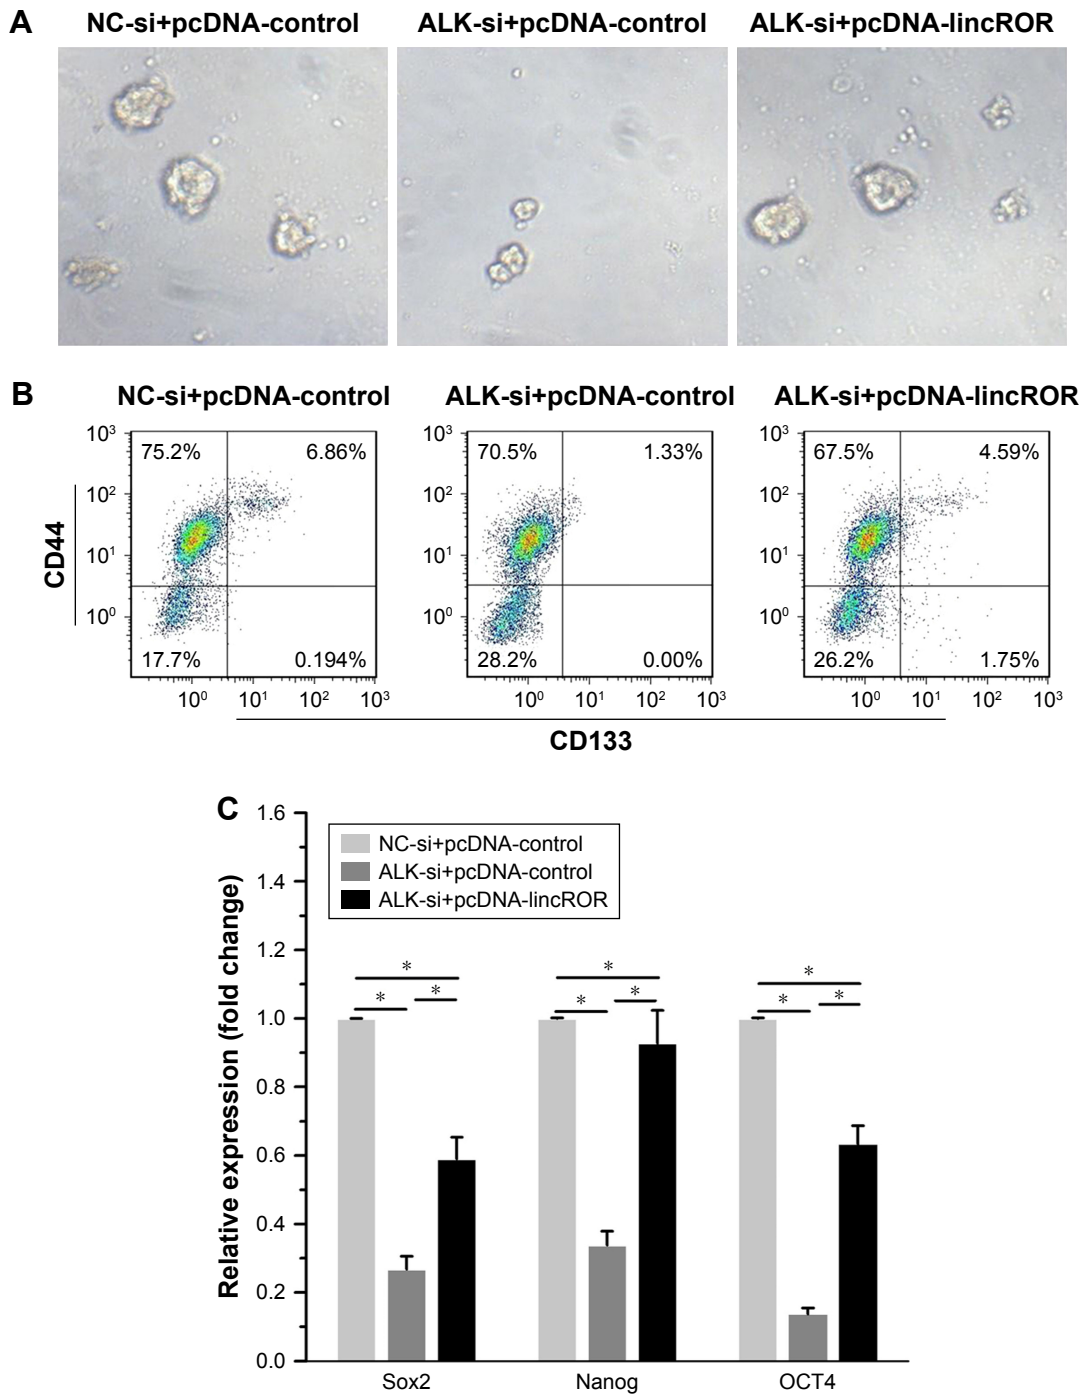 A
NC-si+pcDNA-control ALK-si+pcDNA-control ALK-si+pcDNA-lincROR
B
NC-si+pcDNA-control ALK-si+pcDNA-control ALK-si+pcDNA-lincROR
10³ 75.2% 6.86% 10³ 70.5% 1.33% 10³ 67.5% 4.59%
10² 10² 10²
CD44
10¹ 10¹ 10¹
10⁰ 10⁰ 10⁰
17.7% 0.194% 28.2% 0.00% 26.2% 1.75%
10⁰ 10¹ 10² 10³ 10⁰ 10¹ 10² 10³ 10⁰ 10¹ 10² 10³
CD133
C
Relative expression (fold change)
1.6
1.4
1.2
1.0
0.8
0.6
0.4
0.2
0.0
NC-si+pcDNA-control
ALK-si+pcDNA-control
ALK-si+pcDNA-lincROR
* * *
* * *
* * *
Sox2 Nanog OCT4